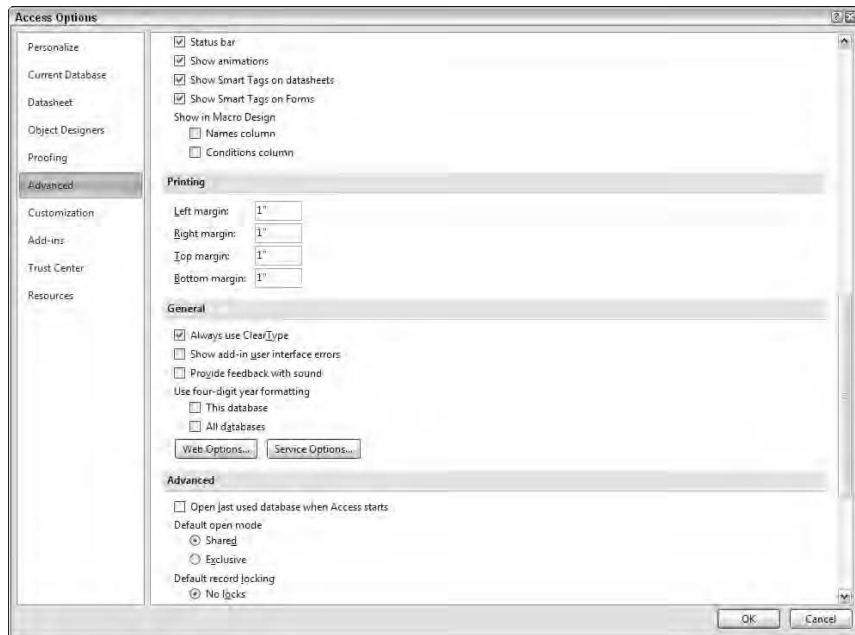 Access Options
Personalize
Current Database
Datasheet
Object Designers
Proofing
Advanced
Customization
Add-ins
Trust Center
Resources
Status bar
Show animations
Show Smart Tags on datasheets
Show Smart Tags on Forms
Show in Macro Design
Names column
Conditions column
Printing
Left margin: 1"
Right margin: 1"
Top margin: 1"
Bottom margin: 1"
General
Always use ClearType
Show add-in user interface errors
Provide feedback with sound
Use four-digit year formatting
This database
All databases
Web Options... Service Options...
Advanced
Open last used database when Access starts
Default open mode
Shared
Exclusive
Default record locking
No locks
OK Cancel